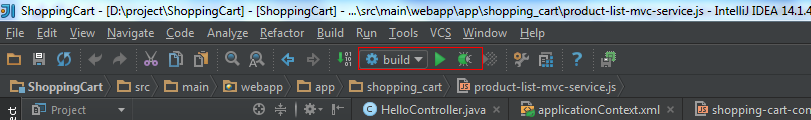 ShoppingCart - [D:\project\ShoppingCart] - [ShoppingCart] - ...\src\main\webapp\app\shopping_cart\product-list-mvc-service.js - IntelliJ IDEA 14.1.4
File Edit View Navigate Code Analyze Refactor Build Run Tools VCS Window Help
build
ShoppingCart src main webapp app shopping_cart product-list-mvc-service.js
Project HelloController.java applicationContext.xml shopping-cart-con